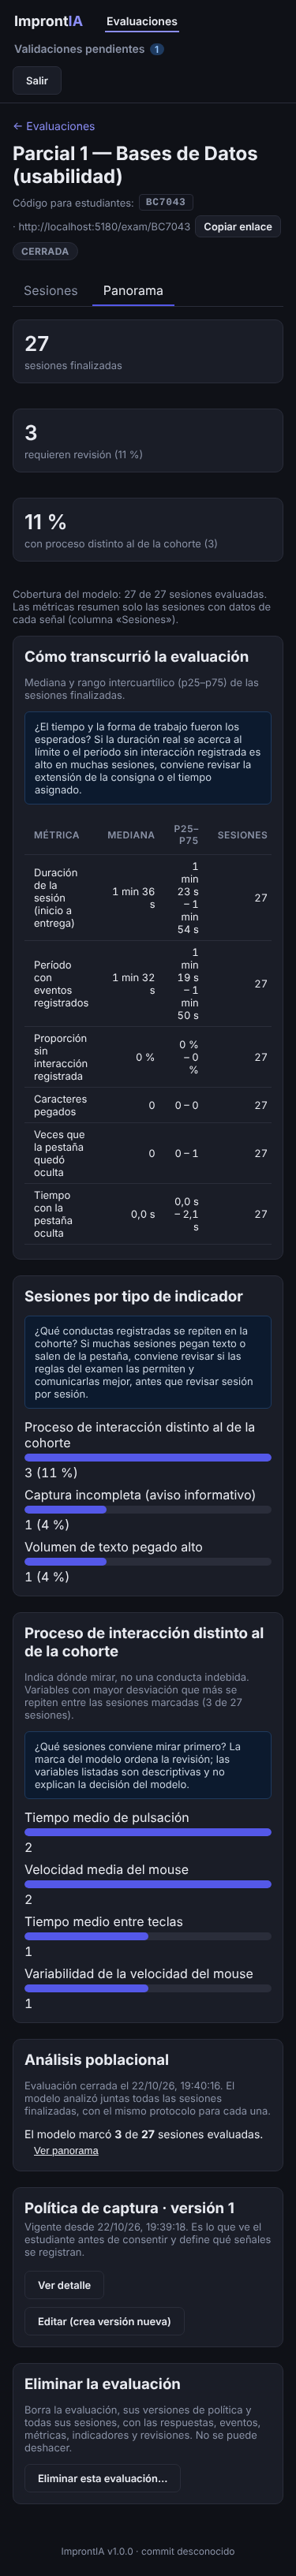 ImprontIA Evaluaciones
Validaciones pendientes 1
Salir
← Evaluaciones
Parcial 1 — Bases de Datos
(usabilidad)
Código para estudiantes: BC7043
· http://localhost:5180/exam/BC7043 Copiar enlace
CERRADA
Sesiones Panorama
27
sesiones finalizadas
3
requieren revisión (11 %)
11 %
con proceso distinto al de la cohorte (3)
Cobertura del modelo: 27 de 27 sesiones evaluadas.
Las métricas resumen solo las sesiones con datos de
cada señal (columna «Sesiones»).
Cómo transcurrió la evaluación
Mediana y rango intercuartílico (p25–p75) de las
sesiones finalizadas.
¿El tiempo y la forma de trabajo fueron los
esperados? Si la duración real se acerca al
límite o el período sin interacción registrada es
alto en muchas sesiones, conviene revisar la
extensión de la consigna o el tiempo
asignado.
MÉTRICA MEDIANA P25–
P75 SESIONES
Duración
de la
sesión
(inicio a
entrega) 1 min 36
s 1
min
23 s
– 1
min
54 s 27
Período
con
eventos
registrados 1 min 32
s 1
min
19 s
– 1
min
50 s 27
Proporción
sin
interacción
registrada 0 % 0 %
– 0
% 27
Caracteres
pegados 0 0 – 0 27
Veces que
la pestaña
quedó
oculta 0 0 – 1 27
Tiempo
con la
pestaña
oculta 0,0 s 0,0 s
– 2,1
s 27
Sesiones por tipo de indicador
¿Qué conductas registradas se repiten en la
cohorte? Si muchas sesiones pegan texto o
salen de la pestaña, conviene revisar si las
reglas del examen las permiten y
comunicarlas mejor, antes que revisar sesión
por sesión.
Proceso de interacción distinto al de la
cohorte
3 (11 %)
Captura incompleta (aviso informativo)
1 (4 %)
Volumen de texto pegado alto
1 (4 %)
Proceso de interacción distinto al
de la cohorte
Indica dónde mirar, no una conducta indebida.
Variables con mayor desviación que más se
repiten entre las sesiones marcadas (3 de 27
sesiones).
¿Qué sesiones conviene mirar primero? La
marca del modelo ordena la revisión; las
variables listadas son descriptivas y no
explican la decisión del modelo.
Tiempo medio de pulsación
2
Velocidad media del mouse
2
Tiempo medio entre teclas
1
Variabilidad de la velocidad del mouse
1
Análisis poblacional
Evaluación cerrada el 22/10/26, 19:40:16. El
modelo analizó juntas todas las sesiones
finalizadas, con el mismo protocolo para cada una.
El modelo marcó 3 de 27 sesiones evaluadas.
Ver panorama
Política de captura · versión 1
Vigente desde 22/10/26, 19:39:18. Es lo que ve el
estudiante antes de consentir y define qué señales
se registran.
Ver detalle
Editar (crea versión nueva)
Eliminar la evaluación
Borra la evaluación, sus versiones de política y
todas sus sesiones, con las respuestas, eventos,
métricas, indicadores y revisiones. No se puede
deshacer.
Eliminar esta evaluación...
ImprontIA v1.0.0 · commit desconocido